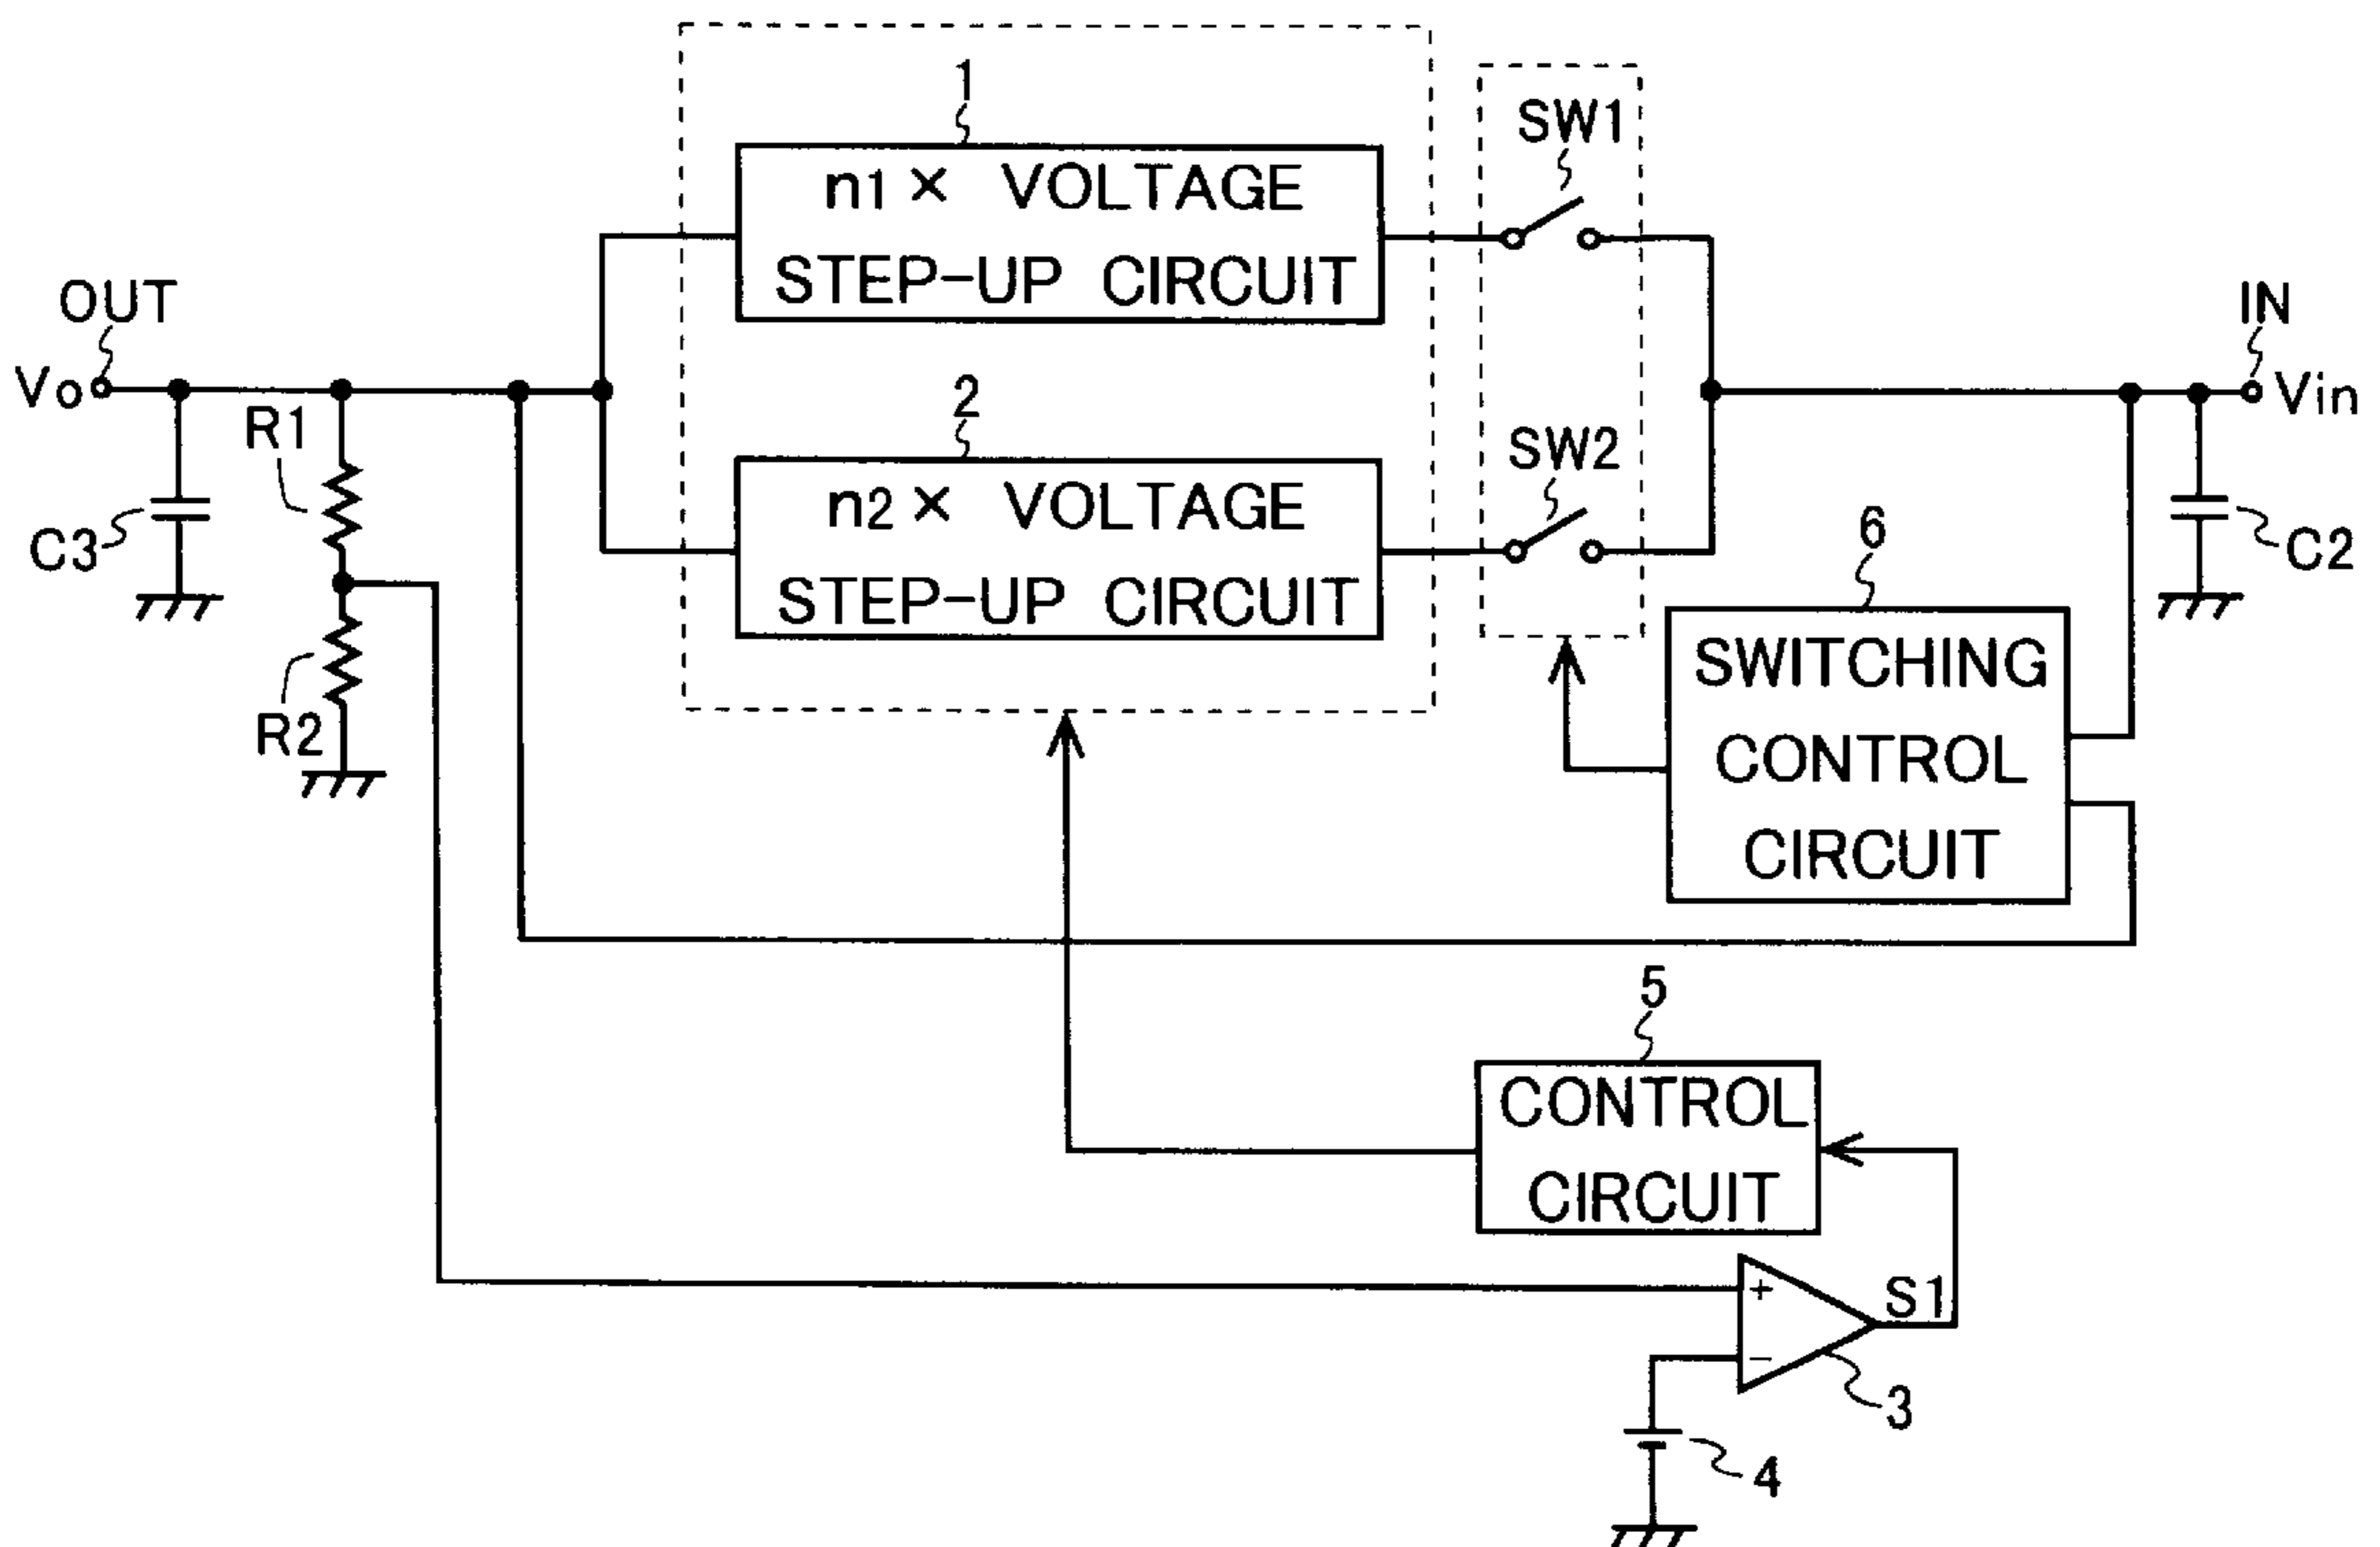 1
n1 × VOLTAGE
STEP-UP CIRCUIT
SW1
OUT
Vo
IN
Vin
R1
C3
R2
2
n2 × VOLTAGE
STEP-UP CIRCUIT
SW2
C2
6
SWITCHING
CONTROL
CIRCUIT
5
CONTROL
CIRCUIT
+
−
S1
3
4